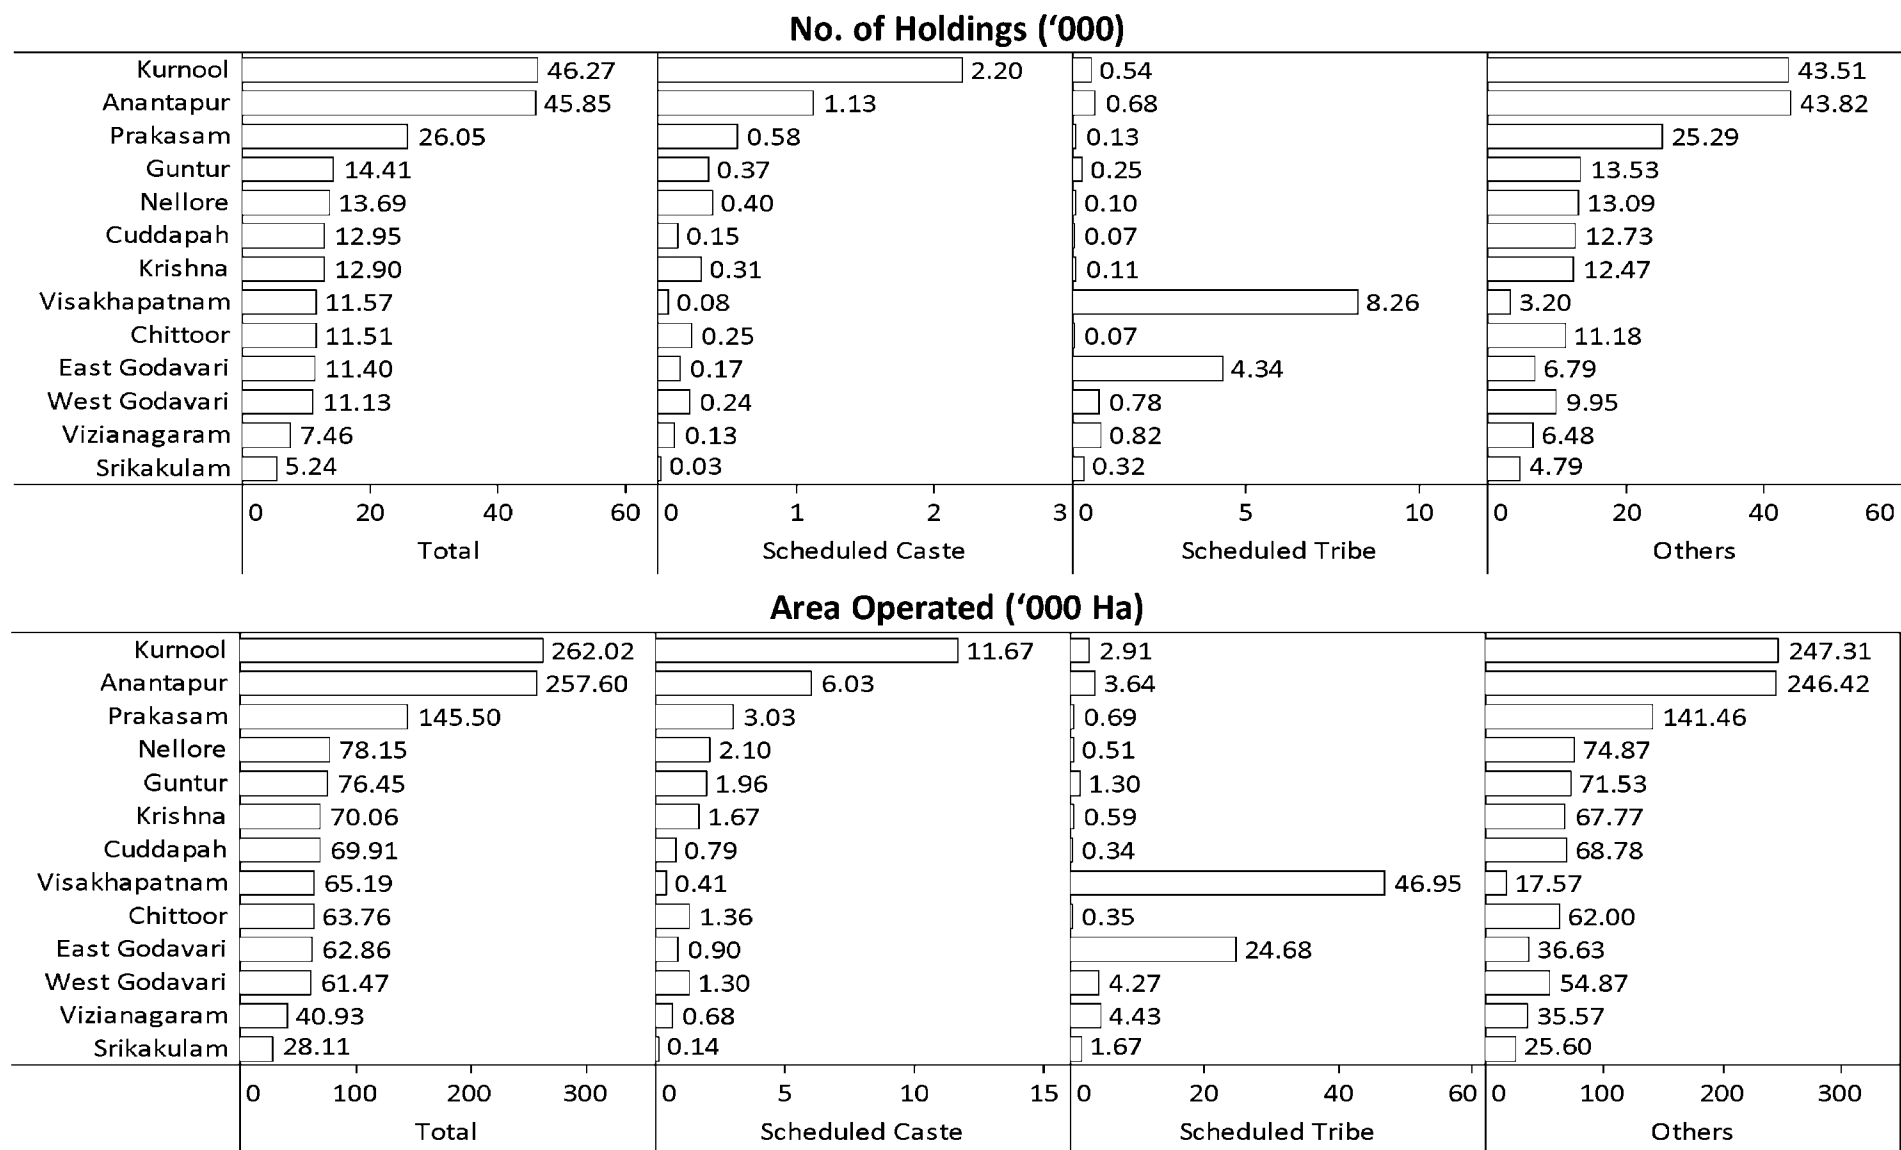 No. of Holdings (‘000)
Kurnool 46.27 2.20 0.54 43.51
Anantapur 45.85 1.13 0.68 43.82
Prakasam 26.05 0.58 0.13 25.29
Guntur 14.41 0.37 0.25 13.53
Nellore 13.69 0.40 0.10 13.09
Cuddapah 12.95 0.15 0.07 12.73
Krishna 12.90 0.31 0.11 12.47
Visakhapatnam 11.57 0.08 8.26 3.20
Chittoor 11.51 0.25 0.07 11.18
East Godavari 11.40 0.17 4.34 6.79
West Godavari 11.13 0.24 0.78 9.95
Vizianagaram 7.46 0.13 0.82 6.48
Srikakulam 5.24 0.03 0.32 4.79
0 20 40 60 0 1 2 3 0 5 10 0 20 40 60
Total Scheduled Caste Scheduled Tribe Others
Area Operated (‘000 Ha)
Kurnool 262.02 11.67 2.91 247.31
Anantapur 257.60 6.03 3.64 246.42
Prakasam 145.50 3.03 0.69 141.46
Nellore 78.15 2.10 0.51 74.87
Guntur 76.45 1.96 1.30 71.53
Krishna 70.06 1.67 0.59 67.77
Cuddapah 69.91 0.79 0.34 68.78
Visakhapatnam 65.19 0.41 46.95 17.57
Chittoor 63.76 1.36 0.35 62.00
East Godavari 62.86 0.90 24.68 36.63
West Godavari 61.47 1.30 4.27 54.87
Vizianagaram 40.93 0.68 4.43 35.57
Srikakulam 28.11 0.14 1.67 25.60
0 100 200 300 0 5 10 15 0 20 40 60 0 100 200 300
Total Scheduled Caste Scheduled Tribe Others